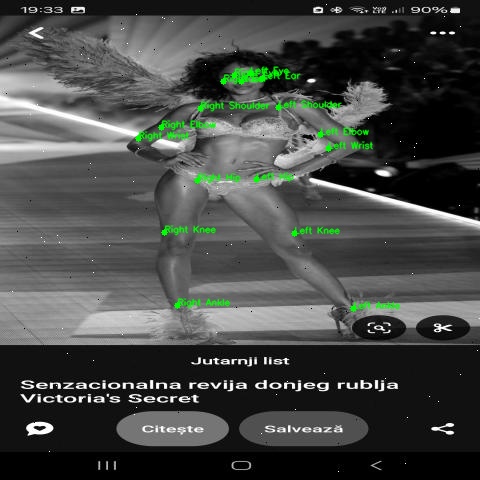 19:33
90%
Left Eye
Left Ear
Right Shoulder
Left Shoulder
Right Elbow
Left Elbow
Right Wrist
Left Wrist
Right Hip
Left Hip
Right Knee
Left Knee
Right Ankle
Left Ankle
Jutarnji list
Senzacionalna revija donjeg rublja
Victoria's Secret
Citește
Salvează